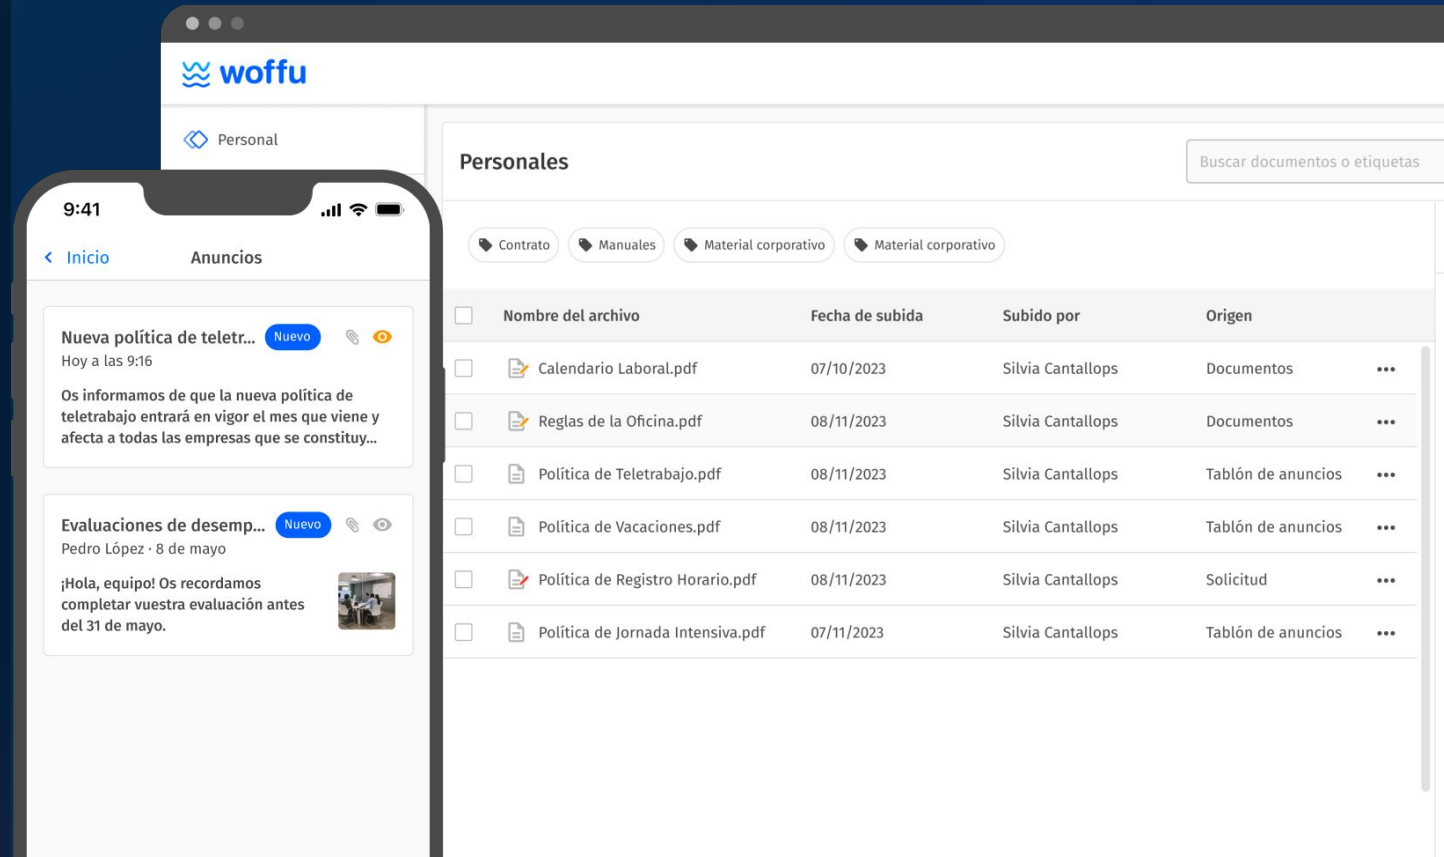 woffu
Personal
9:41
Inicio Anuncios
Nueva política de teletr... Nuevo
Hoy a las 9:16
Os informamos de que la nueva política de
teletrabajo entrará en vigor el mes que viene y
afecta a todas las empresas que se constituy...
Evaluaciones de desemp... Nuevo
Pedro López · 8 de mayo
¡Hola, equipo! Os recordamos
completar vuestra evaluación antes
del 31 de mayo.
Personales
Buscar documentos o etiquetas
Contrato Manuales Material corporativo Material corporativo
Nombre del archivo Fecha de subida Subido por Origen
Calendario Laboral.pdf 07/10/2023 Silvia Cantallops Documentos
Reglas de la Oficina.pdf 08/11/2023 Silvia Cantallops Documentos
Política de Teletrabajo.pdf 08/11/2023 Silvia Cantallops Tablón de anuncios
Política de Vacaciones.pdf 08/11/2023 Silvia Cantallops Tablón de anuncios
Política de Registro Horario.pdf 08/11/2023 Silvia Cantallops Solicitud
Política de Jornada Intensiva.pdf 07/11/2023 Silvia Cantallops Tablón de anuncios